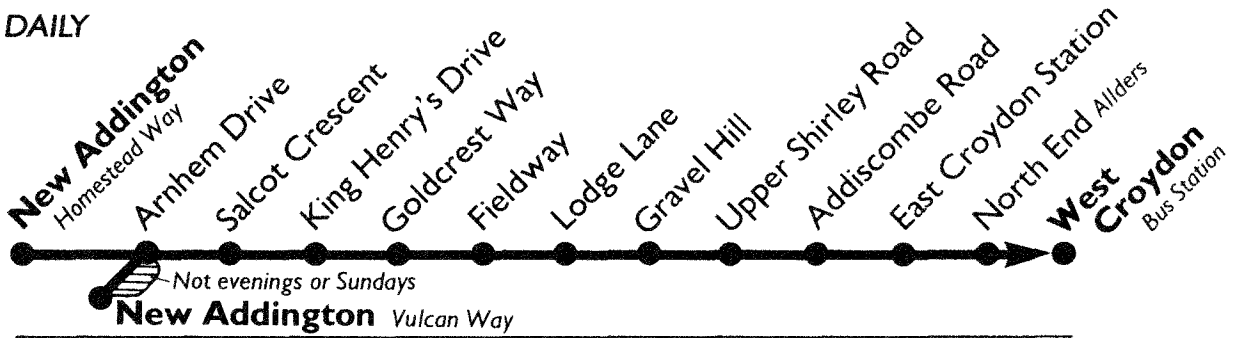 DAILY
New Addington
Homestead Way
Arnhem Drive
Salcot Crescent
King Henry's Drive
Goldcrest Way
Fieldway
Lodge Lane
Gravel Hill
Upper Shirley Road
Addiscombe Road
East Croydon Station
North End Allders
West
Croydon
Bus Station
Not evenings or Sundays
New Addington Vulcan Way